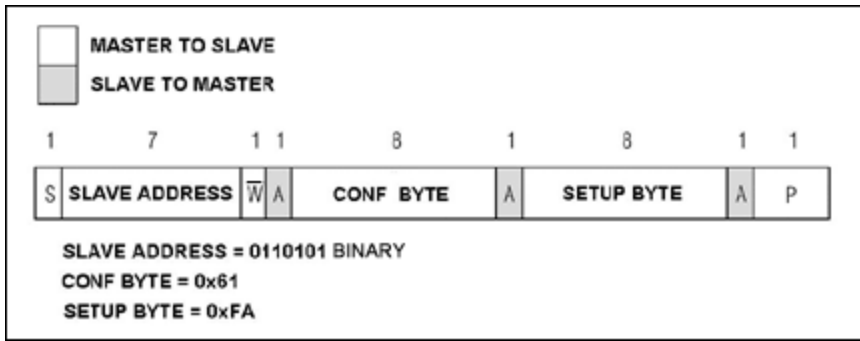 MASTER TO SLAVE
SLAVE TO MASTER
1 7 1 1 8 1 8 1 1
S SLAVE ADDRESS W̅ A CONF BYTE A SETUP BYTE A P
SLAVE ADDRESS = 0110101 BINARY
CONF BYTE = 0x61
SETUP BYTE = 0xFA